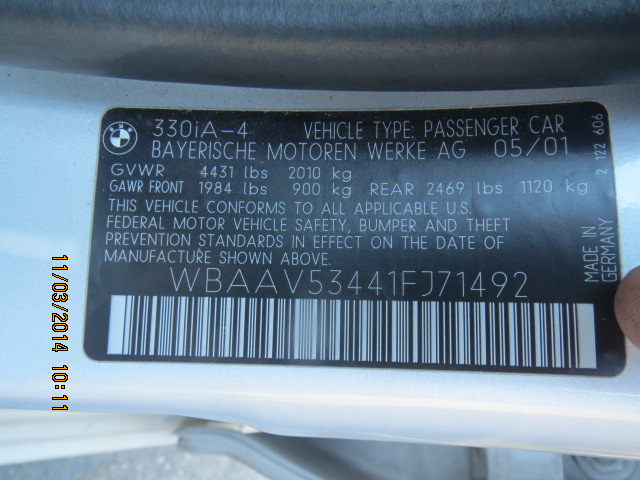 BMW
330iA-4 VEHICLE TYPE: PASSENGER CAR
BAYERISCHE MOTOREN WERKE AG 05/01
GVWR 4431 lbs 2010 kg
GAWR FRONT 1984 lbs 900 kg REAR 2469 lbs 1120 kg
THIS VEHICLE CONFORMS TO ALL APPLICABLE U.S.
FEDERAL MOTOR VEHICLE SAFETY, BUMPER AND THEFT
PREVENTION STANDARDS IN EFFECT ON THE DATE OF
MANUFACTURE SHOWN ABOVE.
WBAAV53441FJ71492
2 122 606
MADE IN
GERMANY
11/03/2014 10:11